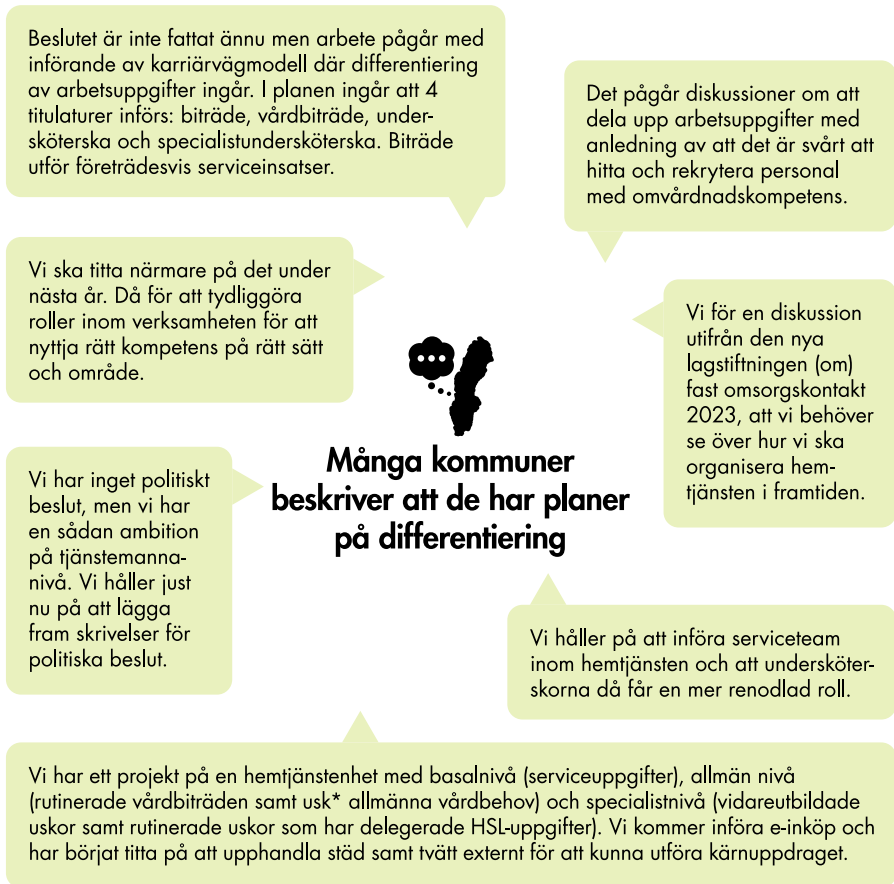 Beslutet är inte fattat ännu men arbete pågår med
införande av karriärvägmodell där differentiering
av arbetsuppgifter ingår. I planen ingår att 4
titulaturer införs: biträde, vårdbiträde, under-
sköterska och specialistundersköterska. Biträde
utför företrädesvis serviceinsatser.
Det pågår diskussioner om att
dela upp arbetsuppgifter med
anledning av att det är svårt att
hitta och rekrytera personal
med omvårdnadskompetens.
Vi ska titta närmare på det under
nästa år. Då för att tydliggöra
roller inom verksamheten för att
nyttja rätt kompetens på rätt sätt
och område.
Vi för en diskussion
utifrån den nya
lagstiftningen (om)
fast omsorgskontakt
2023, att vi behöver
se över hur vi ska
organisera hem-
tjänsten i framtiden.
Många kommuner
beskriver att de har planer
på differentiering
Vi har inget politiskt
beslut, men vi har
en sådan ambition
på tjänstemanna-
nivå. Vi håller just
nu på att lägga
fram skrivelser för
politiska beslut.
Vi håller på att införa serviceteam
inom hemtjänsten och att undersköter-
skorna då får en mer renodlad roll.
Vi har ett projekt på en hemtjänstenhet med basalnivå (serviceuppgifter), allmän nivå
(rutinerade vårdbiträden samt usk* allmänna vårdbehov) och specialistnivå (vidareutbildade
uskor samt rutinerade uskor som har delegerade HSL-uppgifter). Vi kommer införa e-inköp och
har börjat titta på att upphandla städ samt tvätt externt för att kunna utföra kärnuppdraget.